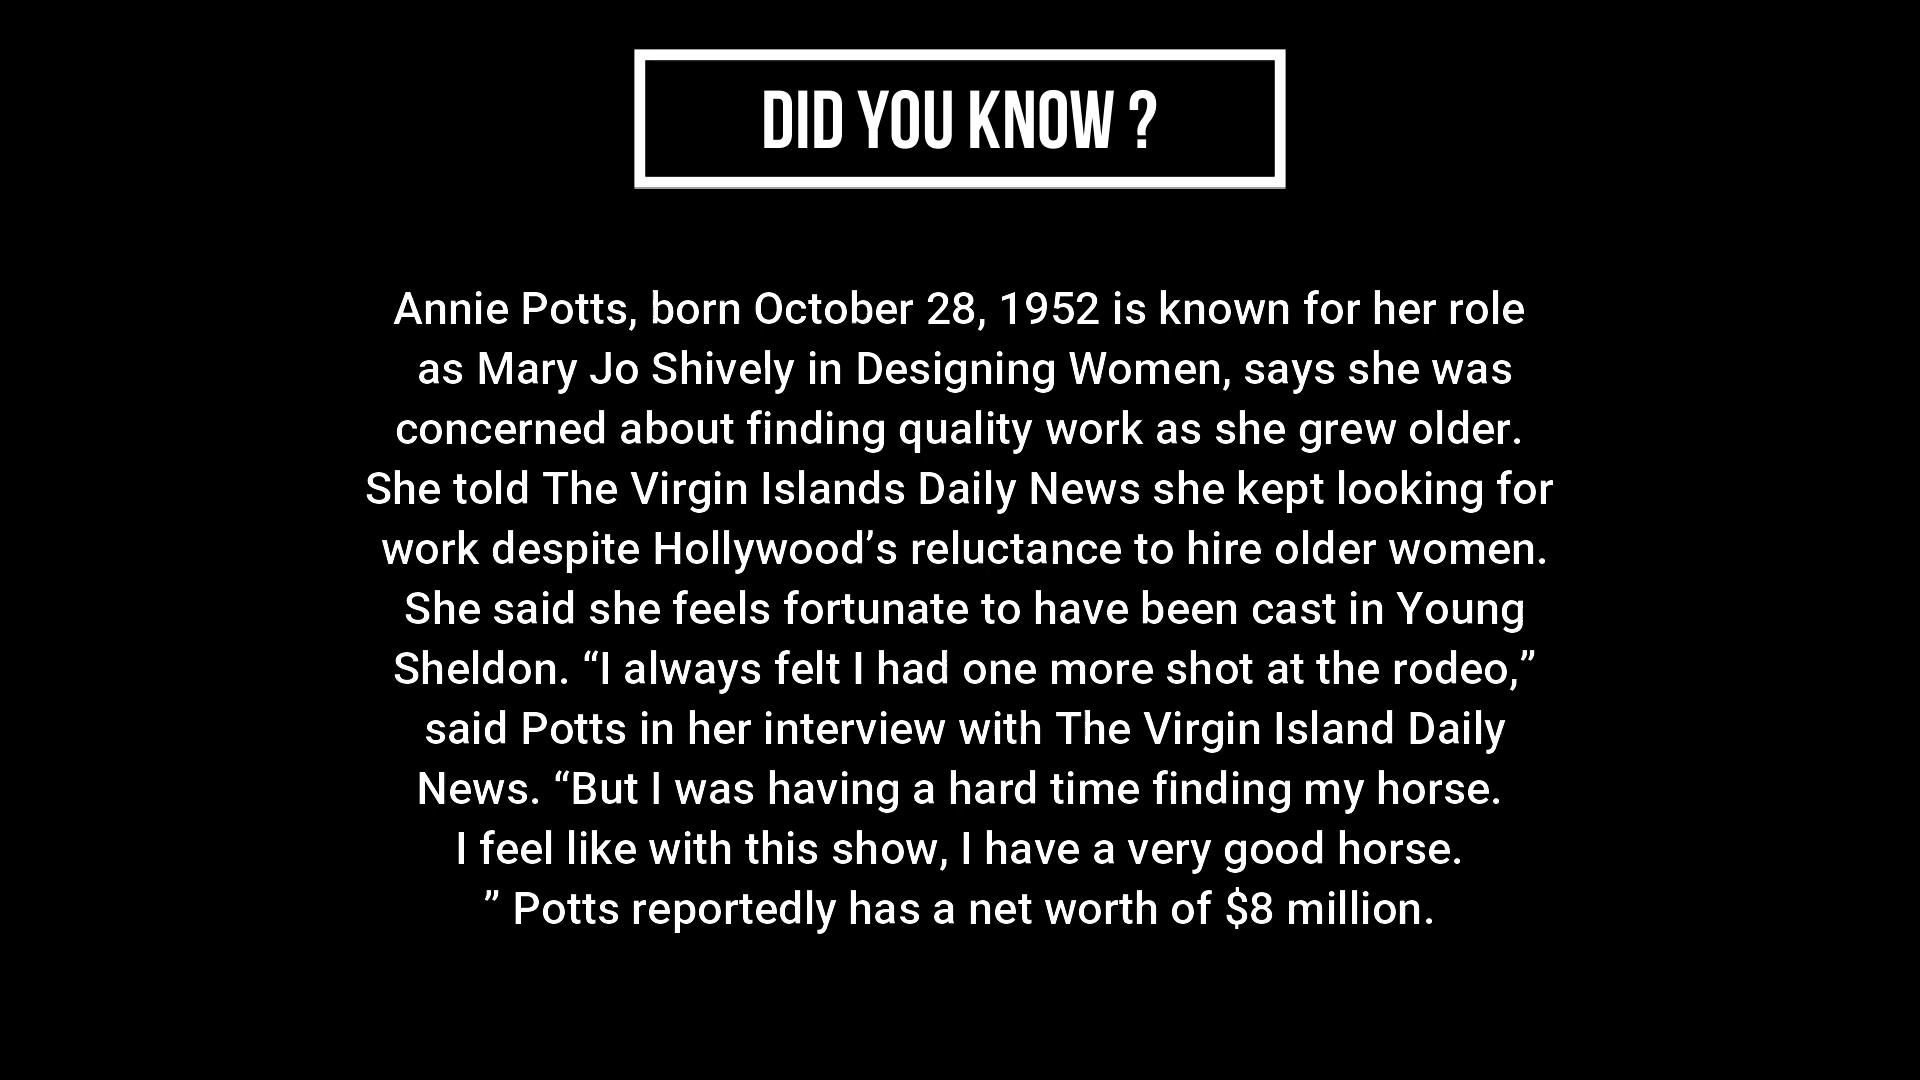 DID YOU KNOW ?
Annie Potts, born October 28, 1952 is known for her role
as Mary Jo Shively in Designing Women, says she was
concerned about finding quality work as she grew older.
She told The Virgin Islands Daily News she kept looking for
work despite Hollywood’s reluctance to hire older women.
She said she feels fortunate to have been cast in Young
Sheldon. “I always felt I had one more shot at the rodeo,”
said Potts in her interview with The Virgin Island Daily
News. “But I was having a hard time finding my horse.
I feel like with this show, I have a very good horse.
” Potts reportedly has a net worth of $8 million.